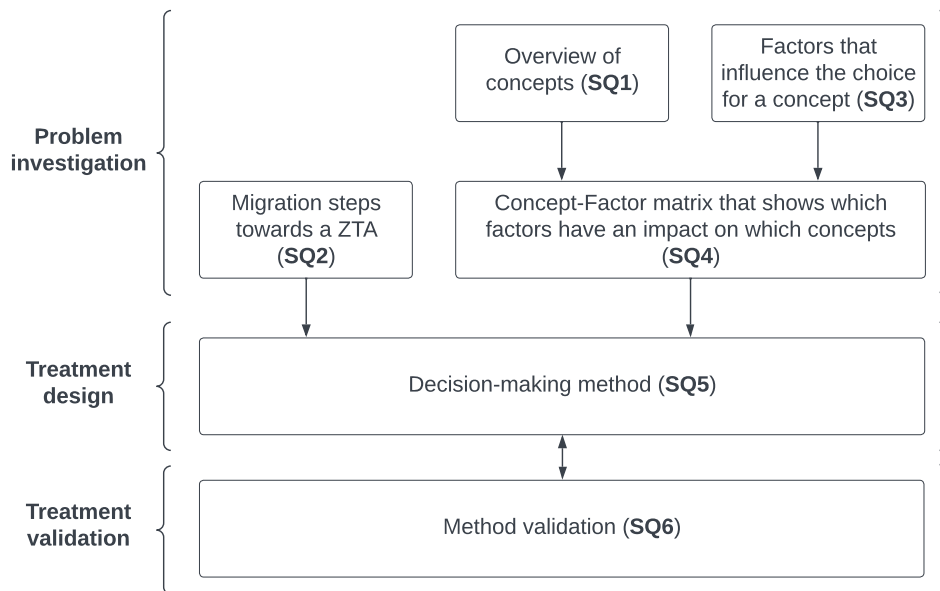 Problem
investigation
Overview of
concepts (SQ1)
Factors that
influence the choice
for a concept (SQ3)
Migration steps
towards a ZTA
(SQ2)
Concept-Factor matrix that shows which
factors have an impact on which concepts
(SQ4)
Treatment
design
Decision-making method (SQ5)
Treatment
validation
Method validation (SQ6)